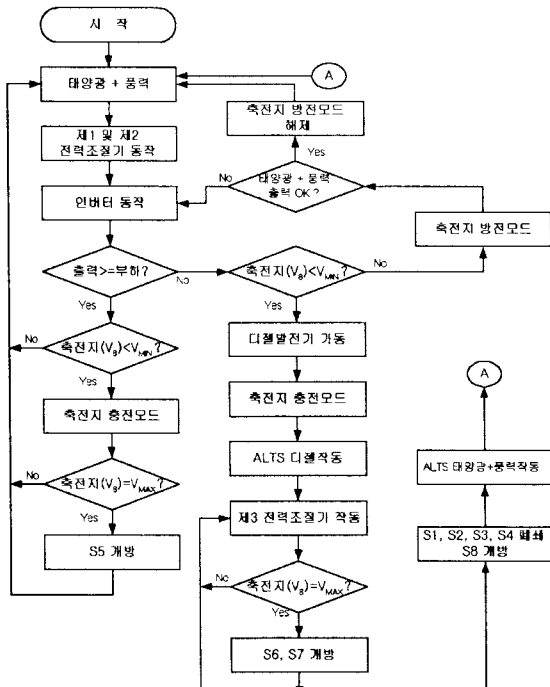 시 작
태양광 + 풍력
A
축전지 방전모드
해제
제1 및 제2
전력조절기 동작
Yes
No
태양광 + 풍력
출력 OK?
인버터 동작
축전지 방전모드
출력>=부하?
No
축전지(V_B)<V_MIN?
No
Yes
Yes
No
축전지(V_B)<V_MIN?
디젤발전기 가동
Yes
A
축전지 충전모드
축전지 충전모드
No
축전지(V_B)=V_MAX?
ALTS 디젤작동
ALTS 태양광+풍력작동
Yes
제3 전력조절기 작동
S5 개방
S1, S2, S3, S4 폐쇄
S8 개방
No
축전지(V_B)=V_MAX?
Yes
S6, S7 개방